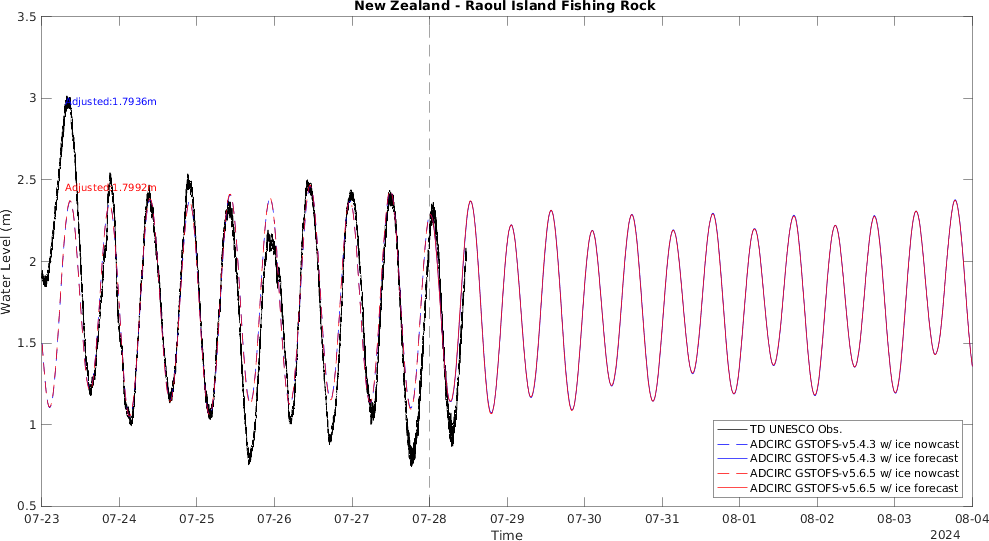 New Zealand - Raoul Island Fishing Rock
3.5
3
2.5
2
1.5
1
0.5
Water Level (m)
Adjusted:1.7936m
Adjusted:1.7992m
TD UNESCO Obs.
ADCIRC GSTOFS-v5.4.3 w/ ice nowcast
ADCIRC GSTOFS-v5.4.3 w/ ice forecast
ADCIRC GSTOFS-v5.6.5 w/ ice nowcast
ADCIRC GSTOFS-v5.6.5 w/ ice forecast
07-23 07-24 07-25 07-26 07-27 07-28 07-29 07-30 07-31 08-01 08-02 08-03 08-04
Time
2024